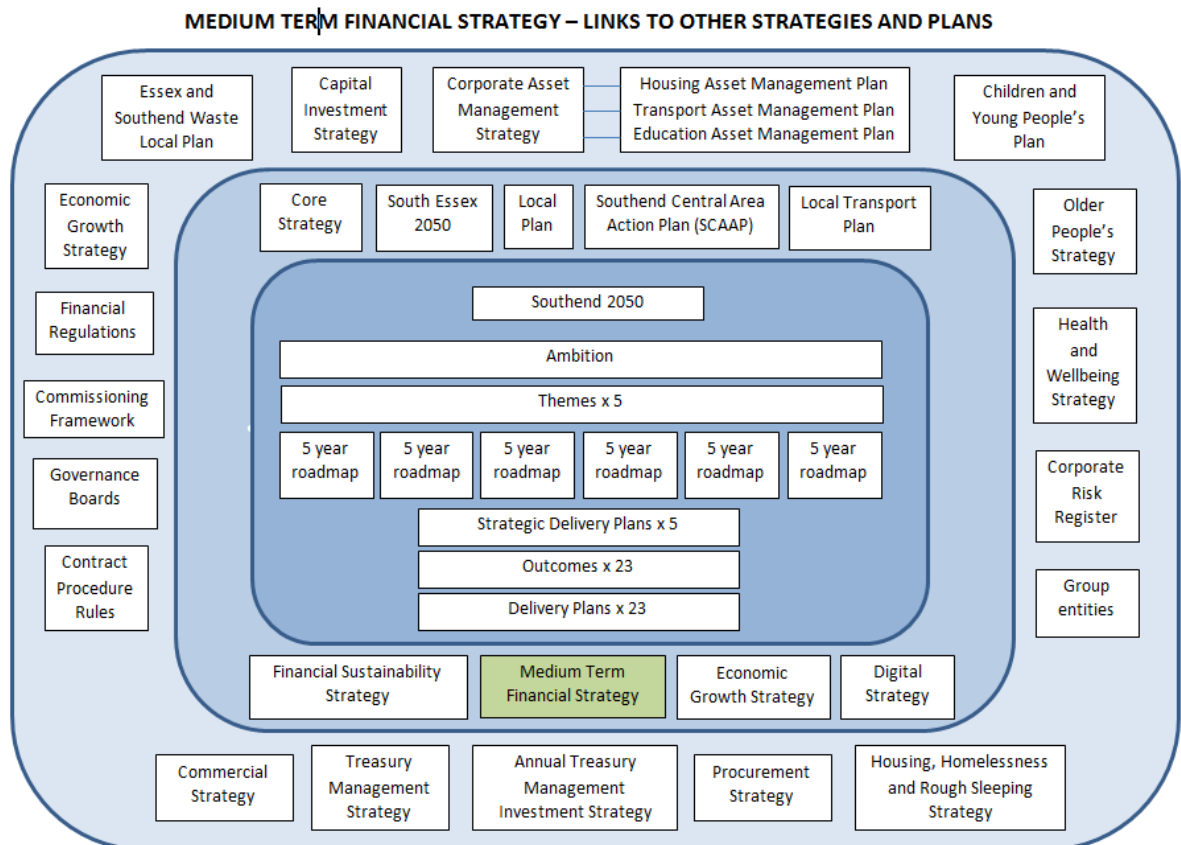 MEDIUM TERM FINANCIAL STRATEGY – LINKS TO OTHER STRATEGIES AND PLANS
Essex and
Southend Waste
Local Plan
Capital
Investment
Strategy
Corporate Asset
Management
Strategy
Housing Asset Management Plan
Transport Asset Management Plan
Education Asset Management Plan
Children and
Young People's
Plan
Economic
Growth
Strategy
Financial
Regulations
Commissioning
Framework
Governance
Boards
Contract
Procedure
Rules
Core
Strategy
South Essex
2050
Local
Plan
Southend Central Area
Action Plan (SCAAP)
Local Transport
Plan
Southend 2050
Ambition
Themes x 5
5 year
roadmap
5 year
roadmap
5 year
roadmap
5 year
roadmap
5 year
roadmap
5 year
roadmap
Strategic Delivery Plans x 5
Outcomes x 23
Delivery Plans x 23
Financial Sustainability
Strategy
Medium Term
Financial Strategy
Economic
Growth Strategy
Digital
Strategy
Older
People's
Strategy
Health
and
Wellbeing
Strategy
Corporate
Risk
Register
Group
entities
Commercial
Strategy
Treasury
Management
Strategy
Annual Treasury
Management
Investment Strategy
Procurement
Strategy
Housing, Homelessness
and Rough Sleeping
Strategy